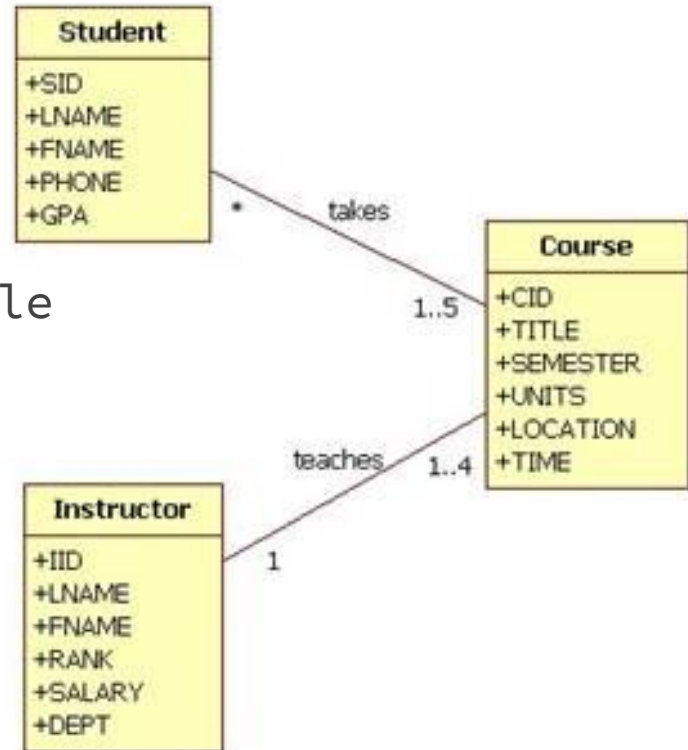 Student
+SID
+LNAME
+FNAME
+PHONE
+GPA
* takes
1..5
le
Course
+CID
+TITLE
+SEMESTER
+UNITS
+LOCATION
+TIME
teaches 1..4
1
Instructor
+IID
+LNAME
+FNAME
+RANK
+SALARY
+DEPT